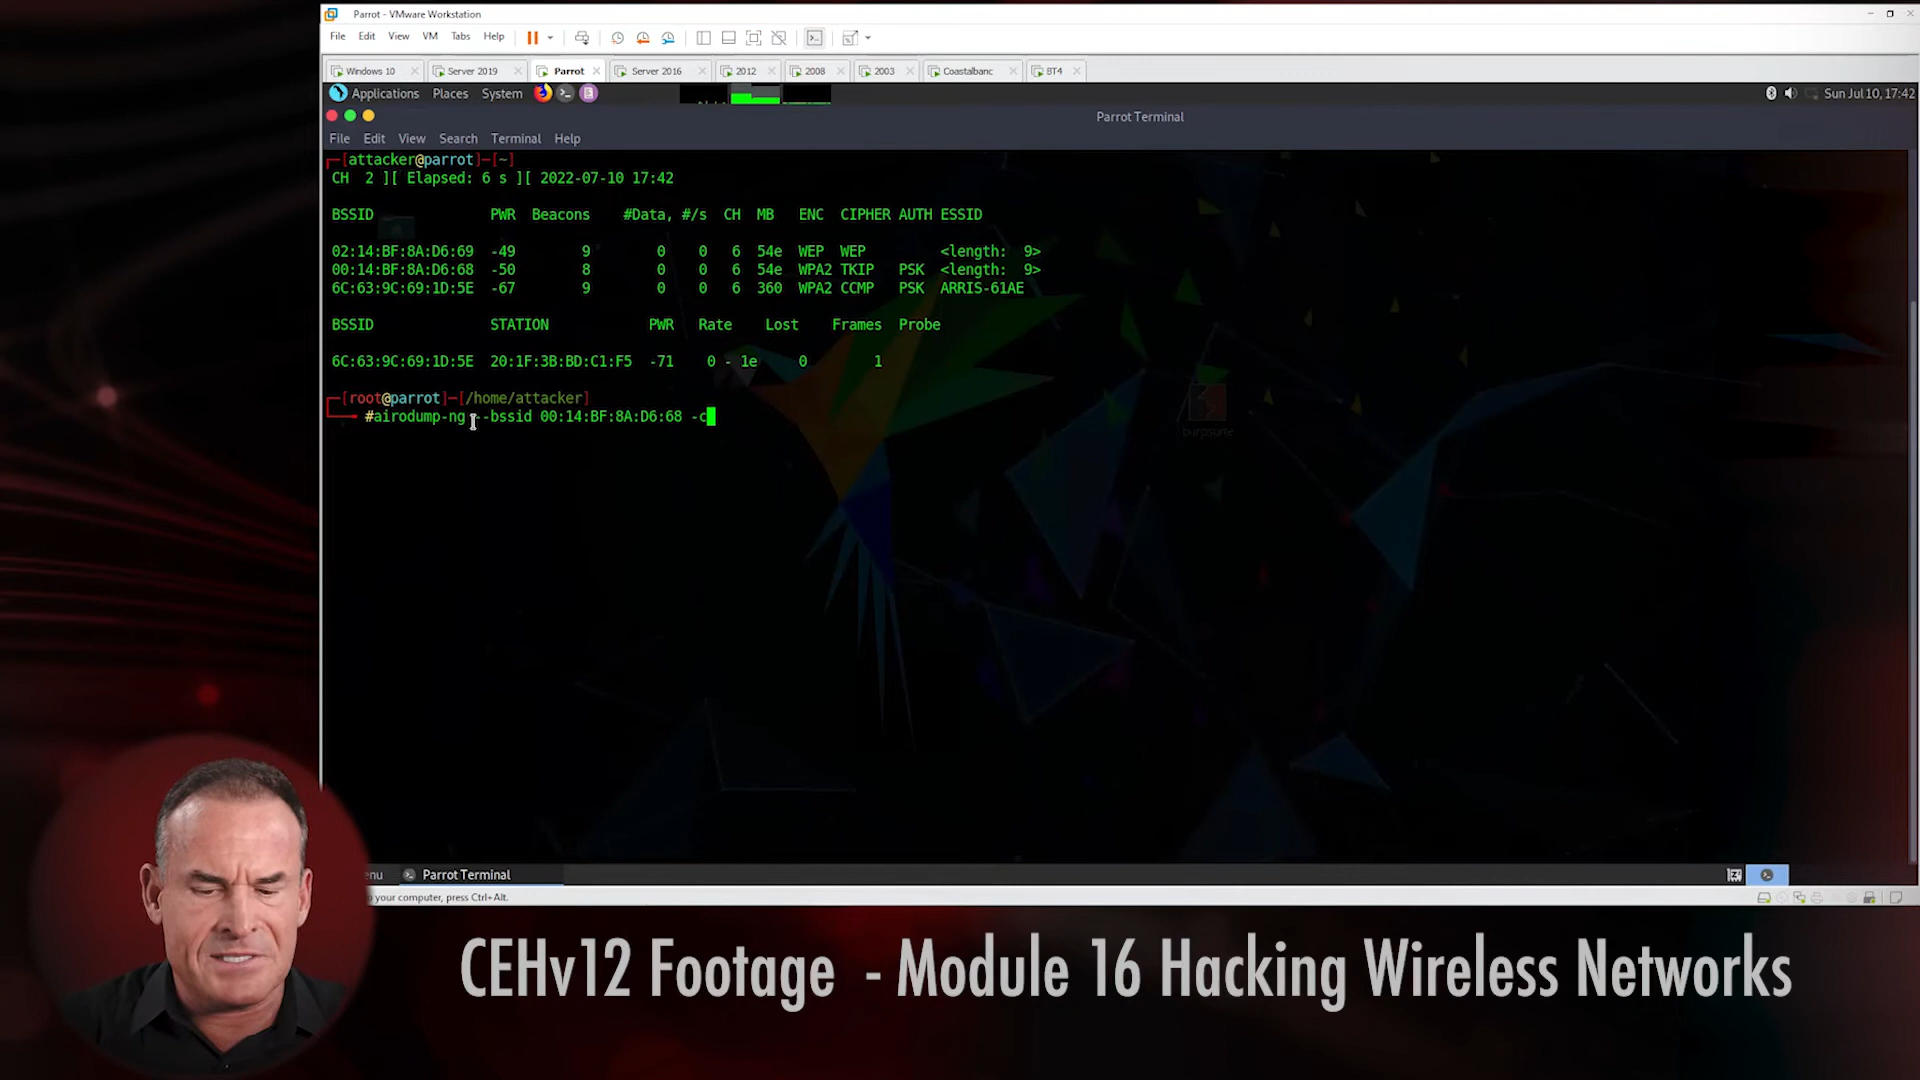 Parrot - VMware Workstation
File Edit View VM Tabs Help
Windows 10 Server 2019 Parrot Server 2016 2012 2008 2003 Coastalbanc BT4
Applications Places System Sun Jul 10, 17:42
Parrot Terminal
File Edit View Search Terminal Help
[attacker@parrot]-[~]
CH 2 ][ Elapsed: 6 s ][ 2022-07-10 17:42
BSSID PWR Beacons #Data, #/s CH MB ENC CIPHER AUTH ESSID
02:14:BF:8A:D6:69 -49 9 0 0 6 54e WEP WEP <length: 9>
00:14:BF:8A:D6:68 -50 8 0 0 6 54e WPA2 TKIP PSK <length: 9>
6C:63:9C:69:1D:5E -67 9 0 0 6 360 WPA2 CCMP PSK ARRIS-61AE
BSSID STATION PWR Rate Lost Frames Probe
6C:63:9C:69:1D:5E 20:1F:3B:BD:C1:F5 -71 0 - 1e 0 1
[root@parrot]-[/home/attacker]
#airodump-ng --bssid 00:14:BF:8A:D6:68 -c
burpsuite
enu Parrot Terminal
your computer, press Ctrl+Alt.
CEHv12 Footage - Module 16 Hacking Wireless Networks